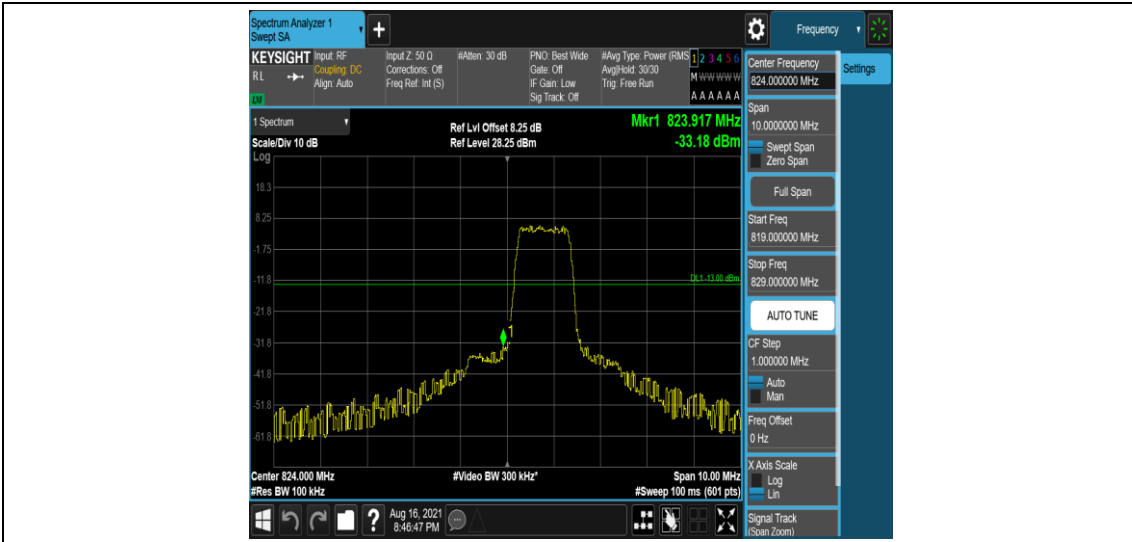 Spectrum Analyzer 1
Swept SA
Frequency
KEYSIGHT
RL
LXI
Input: RF
Coupling: DC
Align: Auto
Input Z: 50 Ω
Corrections: Off
Freq Ref: Int (S)
#Atten: 30 dB
PNO: Best Wide
Gate: Off
IF Gain: Low
Sig Track: Off
#Avg Type: Power (RMS
Avg|Hold: 30/30
Trig: Free Run
1 2 3 4 5 6
M W W W W W
A A A A A A
1 Spectrum
Scale/Div 10 dB
Log
Ref Lvl Offset 8.25 dB
Ref Level 28.25 dBm
Mkr1 823.917 MHz
-33.18 dBm
18.3
8.25
-1.75
-11.8
-21.8
-31.8
-41.8
-51.8
-61.8
DL1 -13.00 dBm
1
Center 824.000 MHz
#Res BW 100 kHz
#Video BW 300 kHz*
Span 10.00 MHz
#Sweep 100 ms (601 pts)
Center Frequency
824.000000 MHz
Settings
Span
10.0000000 MHz
Swept Span
Zero Span
Full Span
Start Freq
819.000000 MHz
Stop Freq
829.000000 MHz
AUTO TUNE
CF Step
1.000000 MHz
Auto
Man
Freq Offset
0 Hz
X Axis Scale
Log
Lin
Signal Track
(Span Zoom)
Aug 16, 2021
8:46:47 PM